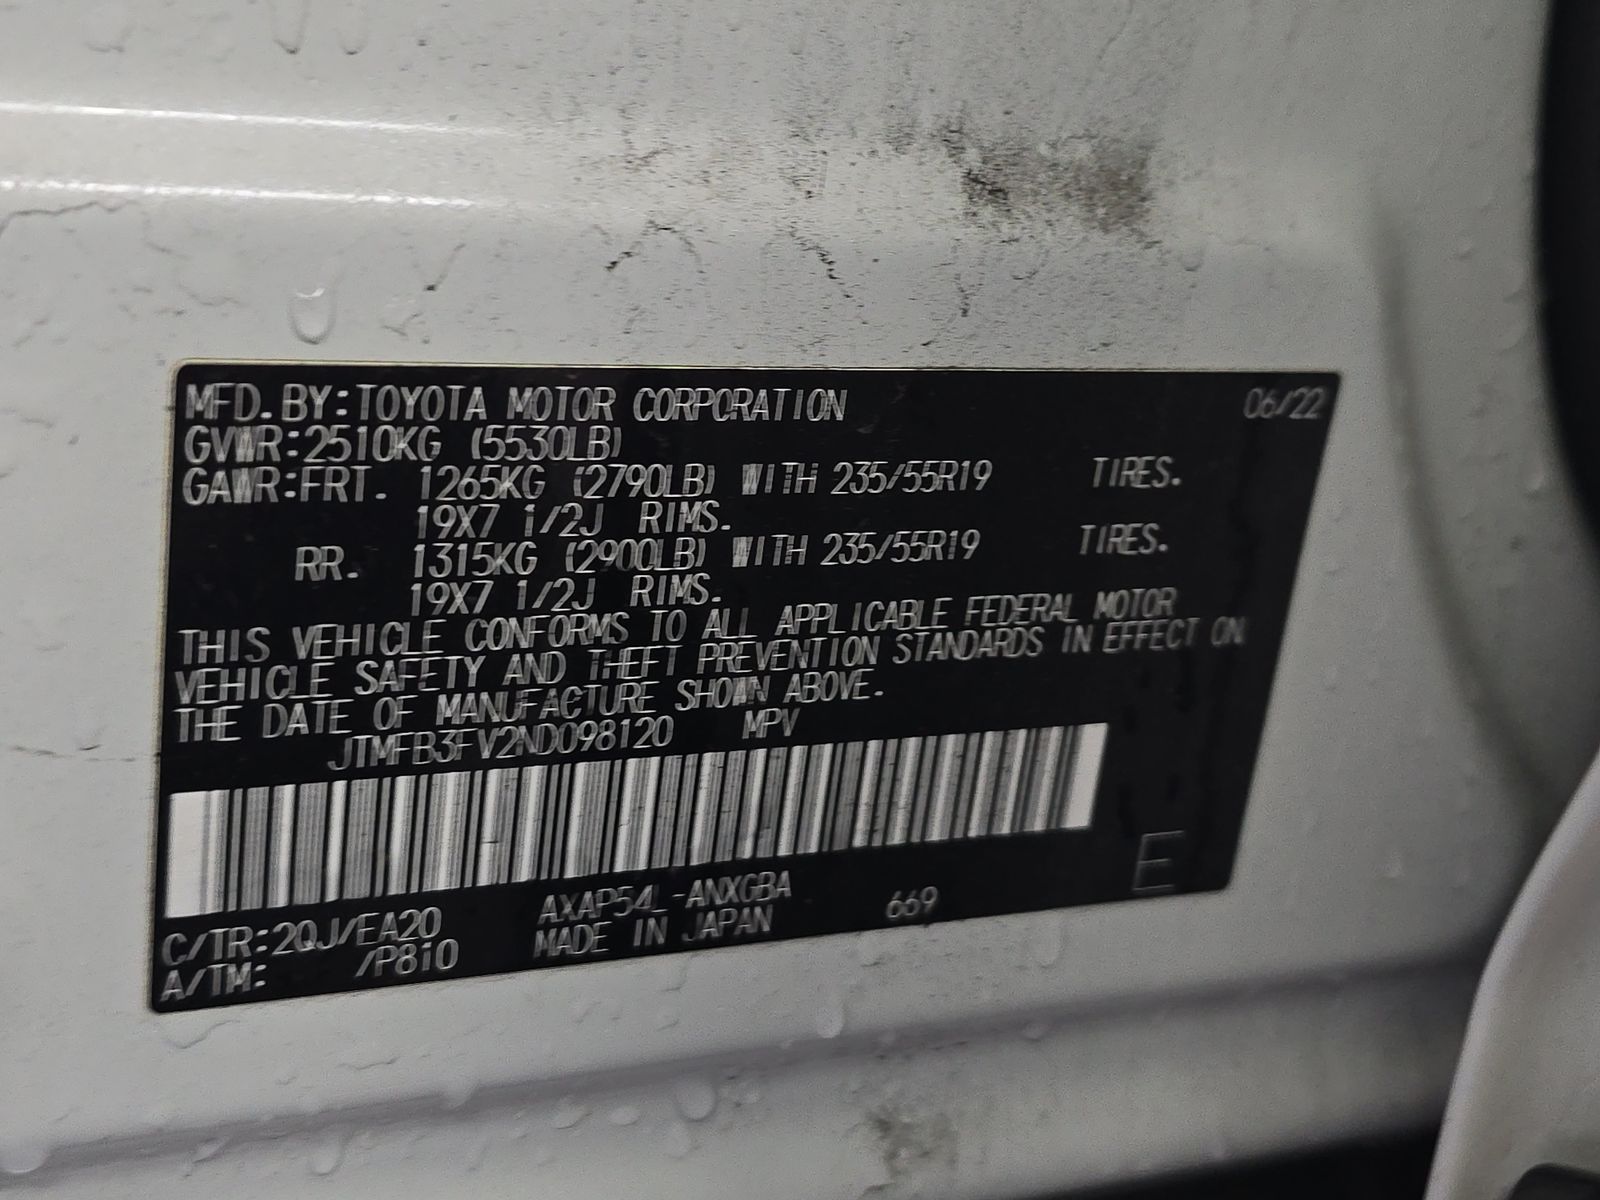 MFD. BY: TOYOTA MOTOR CORPORATION 06/22
GVWR: 2510KG (5530LB)
GAWR: FRT. 1265KG (2790LB) WITH 235/55R19 TIRES.
19X7 1/2J RIMS.
RR. 1315KG (2900LB) WITH 235/55R19 TIRES.
19X7 1/2J RIMS.
THIS VEHICLE CONFORMS TO ALL APPLICABLE FEDERAL MOTOR
VEHICLE SAFETY AND THEFT PREVENTION STANDARDS IN EFFECT ON
THE DATE OF MANUFACTURE SHOWN ABOVE.
JTMFB3FV2ND098120 MPV
C/TR: 2QJ/EA20 AXAP54L-ANXGBA 669 E
A/TM: /P810 MADE IN JAPAN